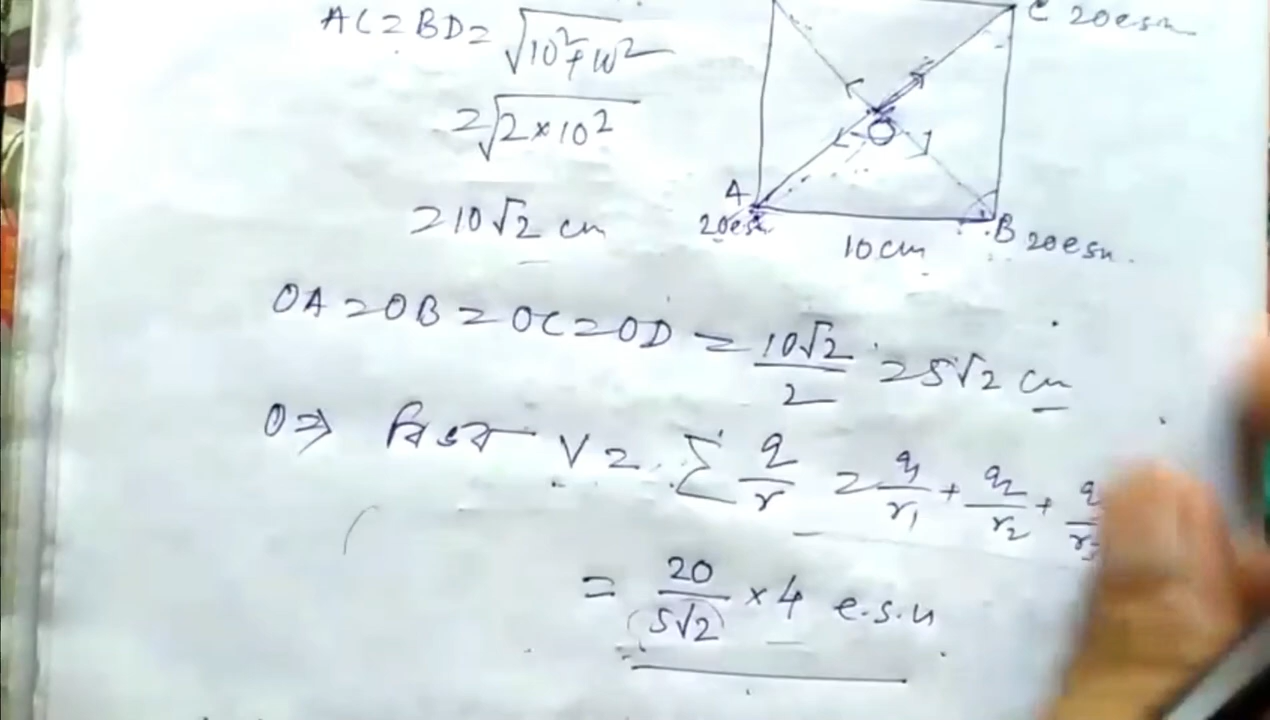 AC = BD = √10² + 10²
= √2 × 10²
= 10√2 cm
C 20esu
O
A
20esu
B 20esu.
10cm
OA = OB = OC = OD = 10√2 / 2 = 5√2 cm
O ⇒ বিভব V = Σ q/r = q₁/r₁ + q₂/r₂ + q/r₃
= 20 / 5√2 × 4 e.s.u